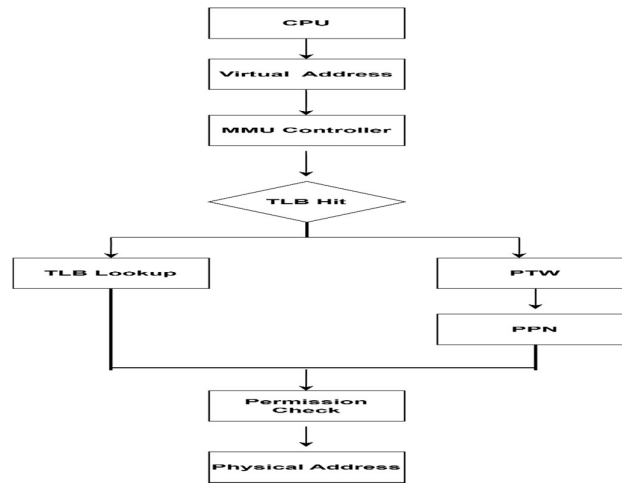 CPU
Virtual Address
MMU Controller
TLB Hit
TLB Lookup
PTW
PPN
Permission
Check
Physical Address